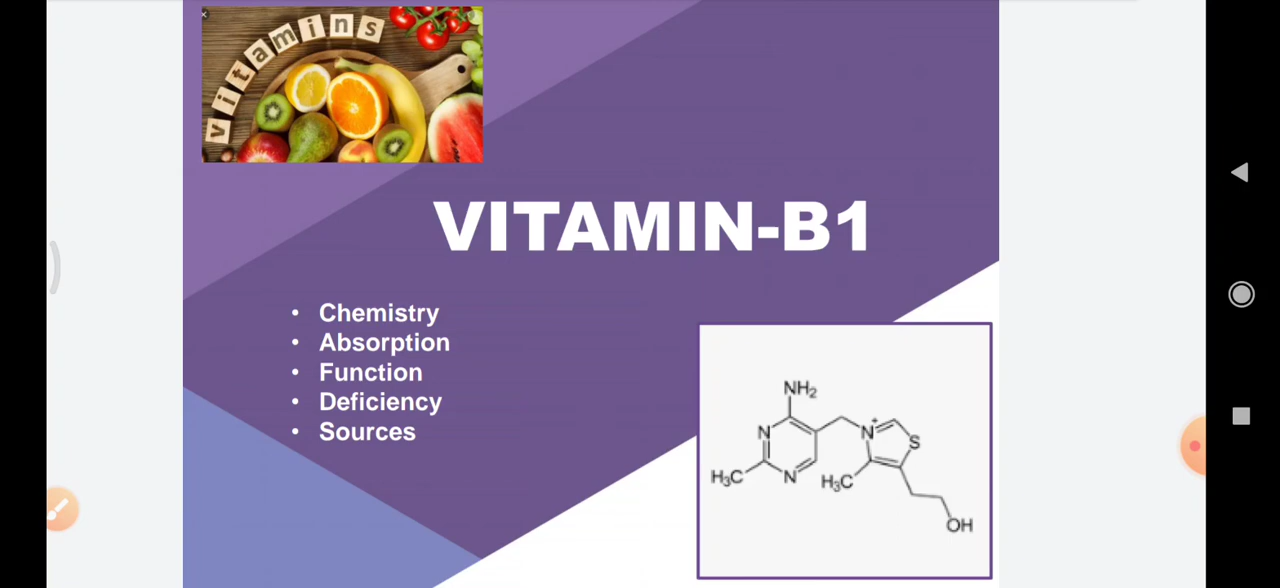 vitamins
VITAMIN-B1
• Chemistry
• Absorption
• Function
• Deficiency
• Sources
NH₂
N
N
H₃C
N⁺
S
H₃C
OH